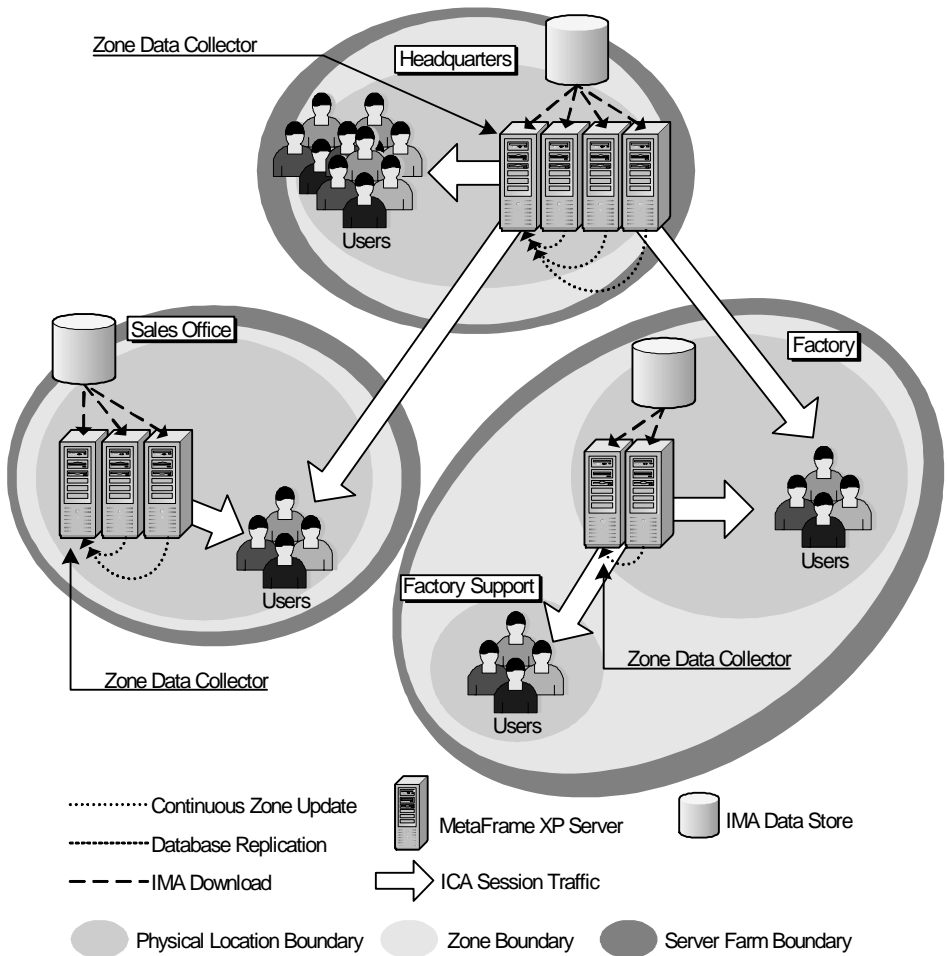 Zone Data Collector
Headquarters
Users
Sales Office
Factory
Users
Users
Factory Support
Zone Data Collector
Zone Data Collector
Users
Continuous Zone Update
MetaFrame XP Server
IMA Data Store
Database Replication
IMA Download
ICA Session Traffic
Physical Location Boundary
Zone Boundary
Server Farm Boundary